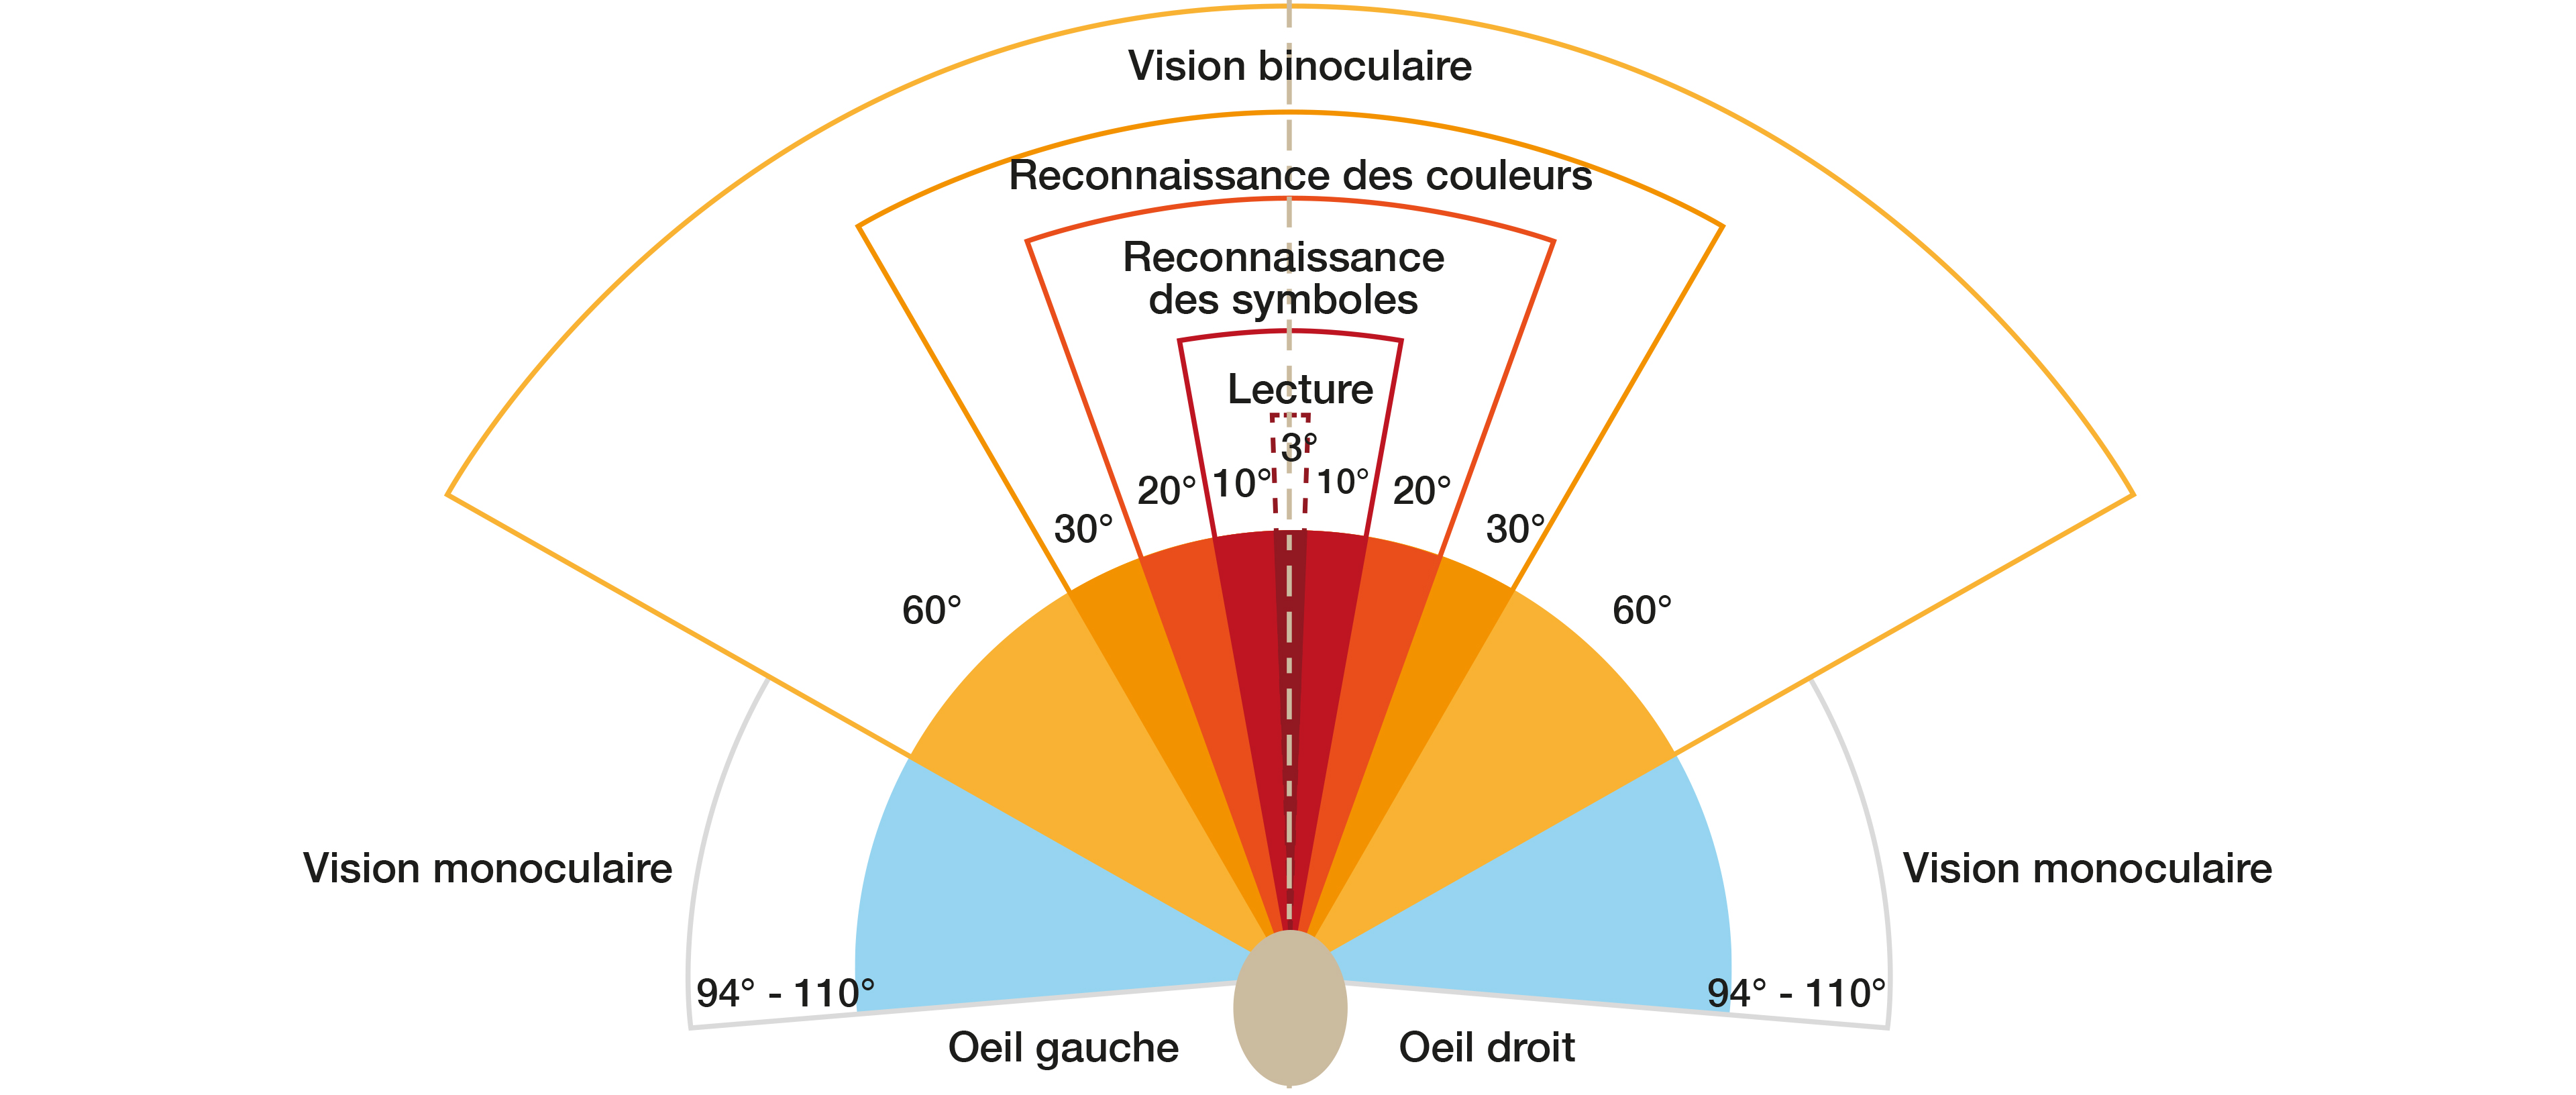 Vision binoculaire
Reconnaissance des couleurs
Reconnaissance
des symboles
Lecture
3°
20° 10° 10° 20°
30° 30°
60° 60°
Vision monoculaire Vision monoculaire
94° - 110° 94° - 110°
Oeil gauche Oeil droit